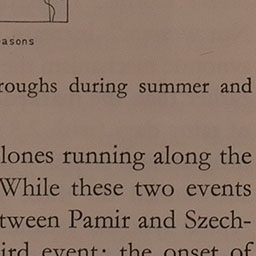 asons
roughs during summer and
lones running along the
While these two events
tween Pamir and Szech-
ird event: the onset of